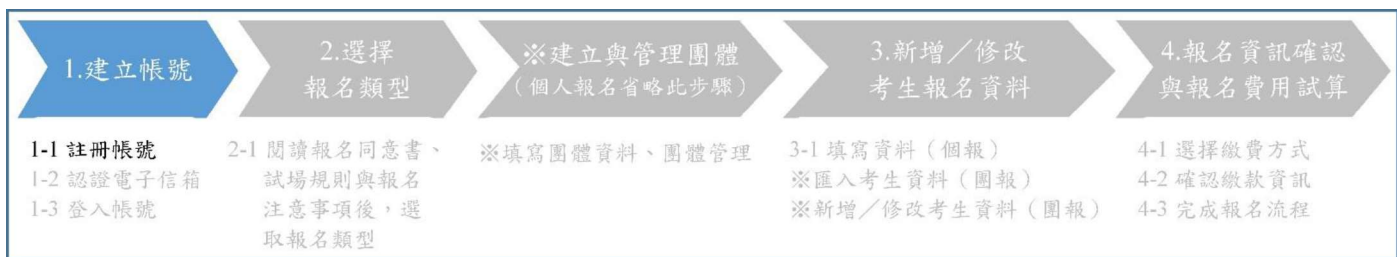 1.建立帳號
2.選擇
報名類型
※建立與管理團體
（個人報名省略此步驟）
3.新增／修改
考生報名資料
4.報名資訊確認
與報名費用試算
1-1 註冊帳號
1-2 認證電子信箱
1-3 登入帳號
2-1 閱讀報名同意書、
試場規則與報名
注意事項後，選
取報名類型
※填寫團體資料、團體管理
3-1 填寫資料（個報）
※匯入考生資料（團報）
※新增／修改考生資料（團報）
4-1 選擇繳費方式
4-2 確認繳款資訊
4-3 完成報名流程